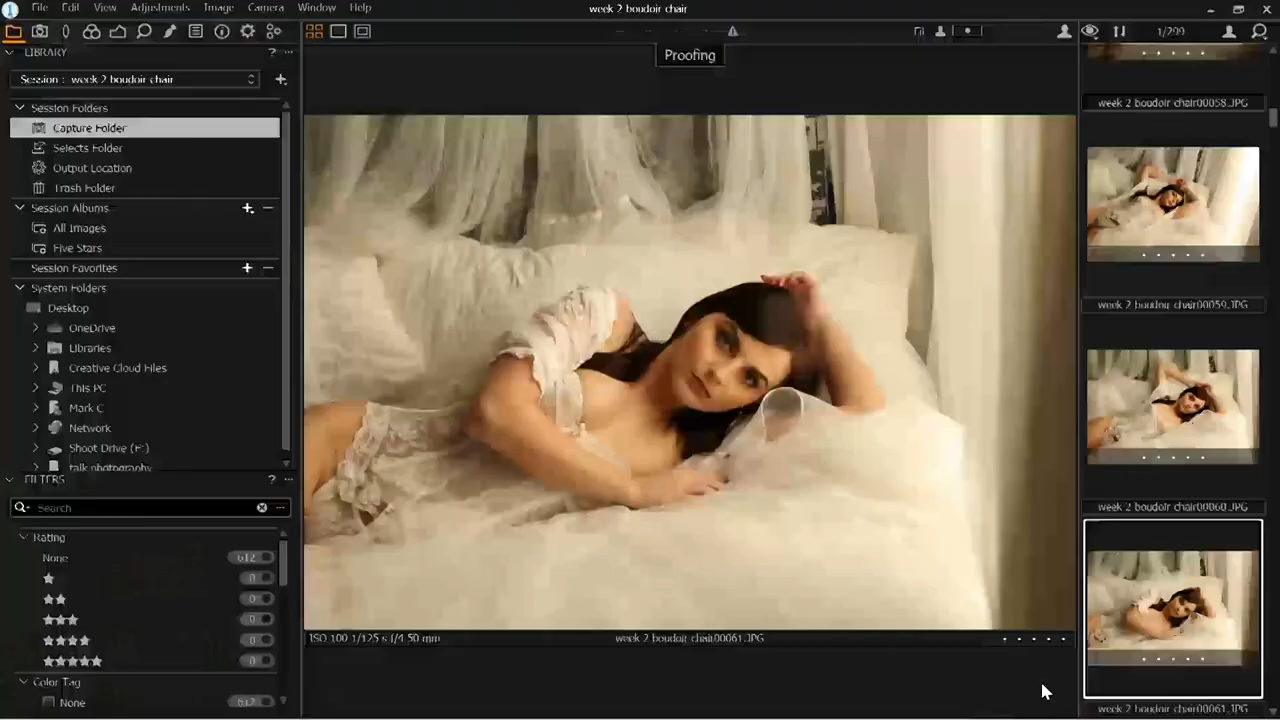 File Edit View Adjustments Image Camera Window Help
week 2 boudoir chair
1/299
Proofing
LIBRARY
Session : week 2 boudoir chair
Session Folders
Capture Folder
Selects Folder
Output Location
Trash Folder
Session Albums
All Images
Five Stars
Session Favorites
System Folders
Desktop
OneDrive
Libraries
Creative Cloud Files
This PC
Mark C
Network
Shoot Drive (F:)
talk photography
FILTERS
Search
Rating
None 612
0
0
0
0
0
Color Tag
None 612
ISO 100 1/125 s f/4 50 mm
week 2 boudoir chair00061.JPG
week 2 boudoir chair00058.JPG
week 2 boudoir chair00059.JPG
week 2 boudoir chair00060.JPG
week 2 boudoir chair00061.JPG